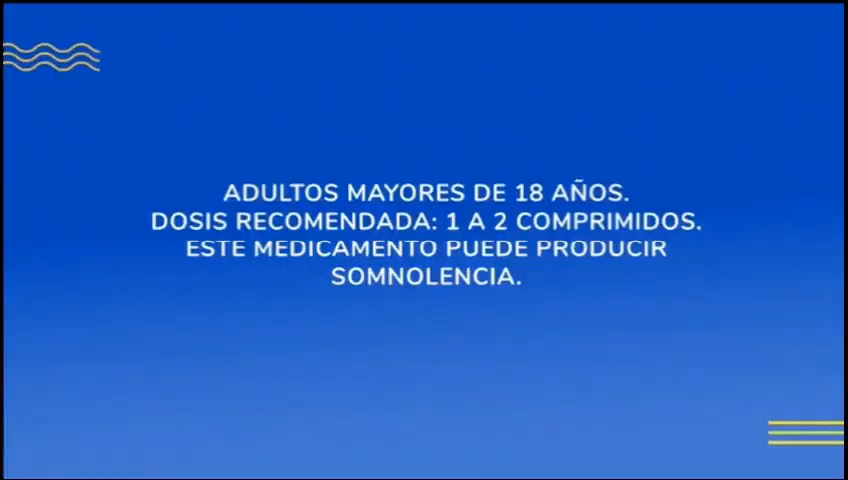 ADULTOS MAYORES DE 18 AÑOS.
DOSIS RECOMENDADA: 1 A 2 COMPRIMIDOS.
ESTE MEDICAMENTO PUEDE PRODUCIR
SOMNOLENCIA.